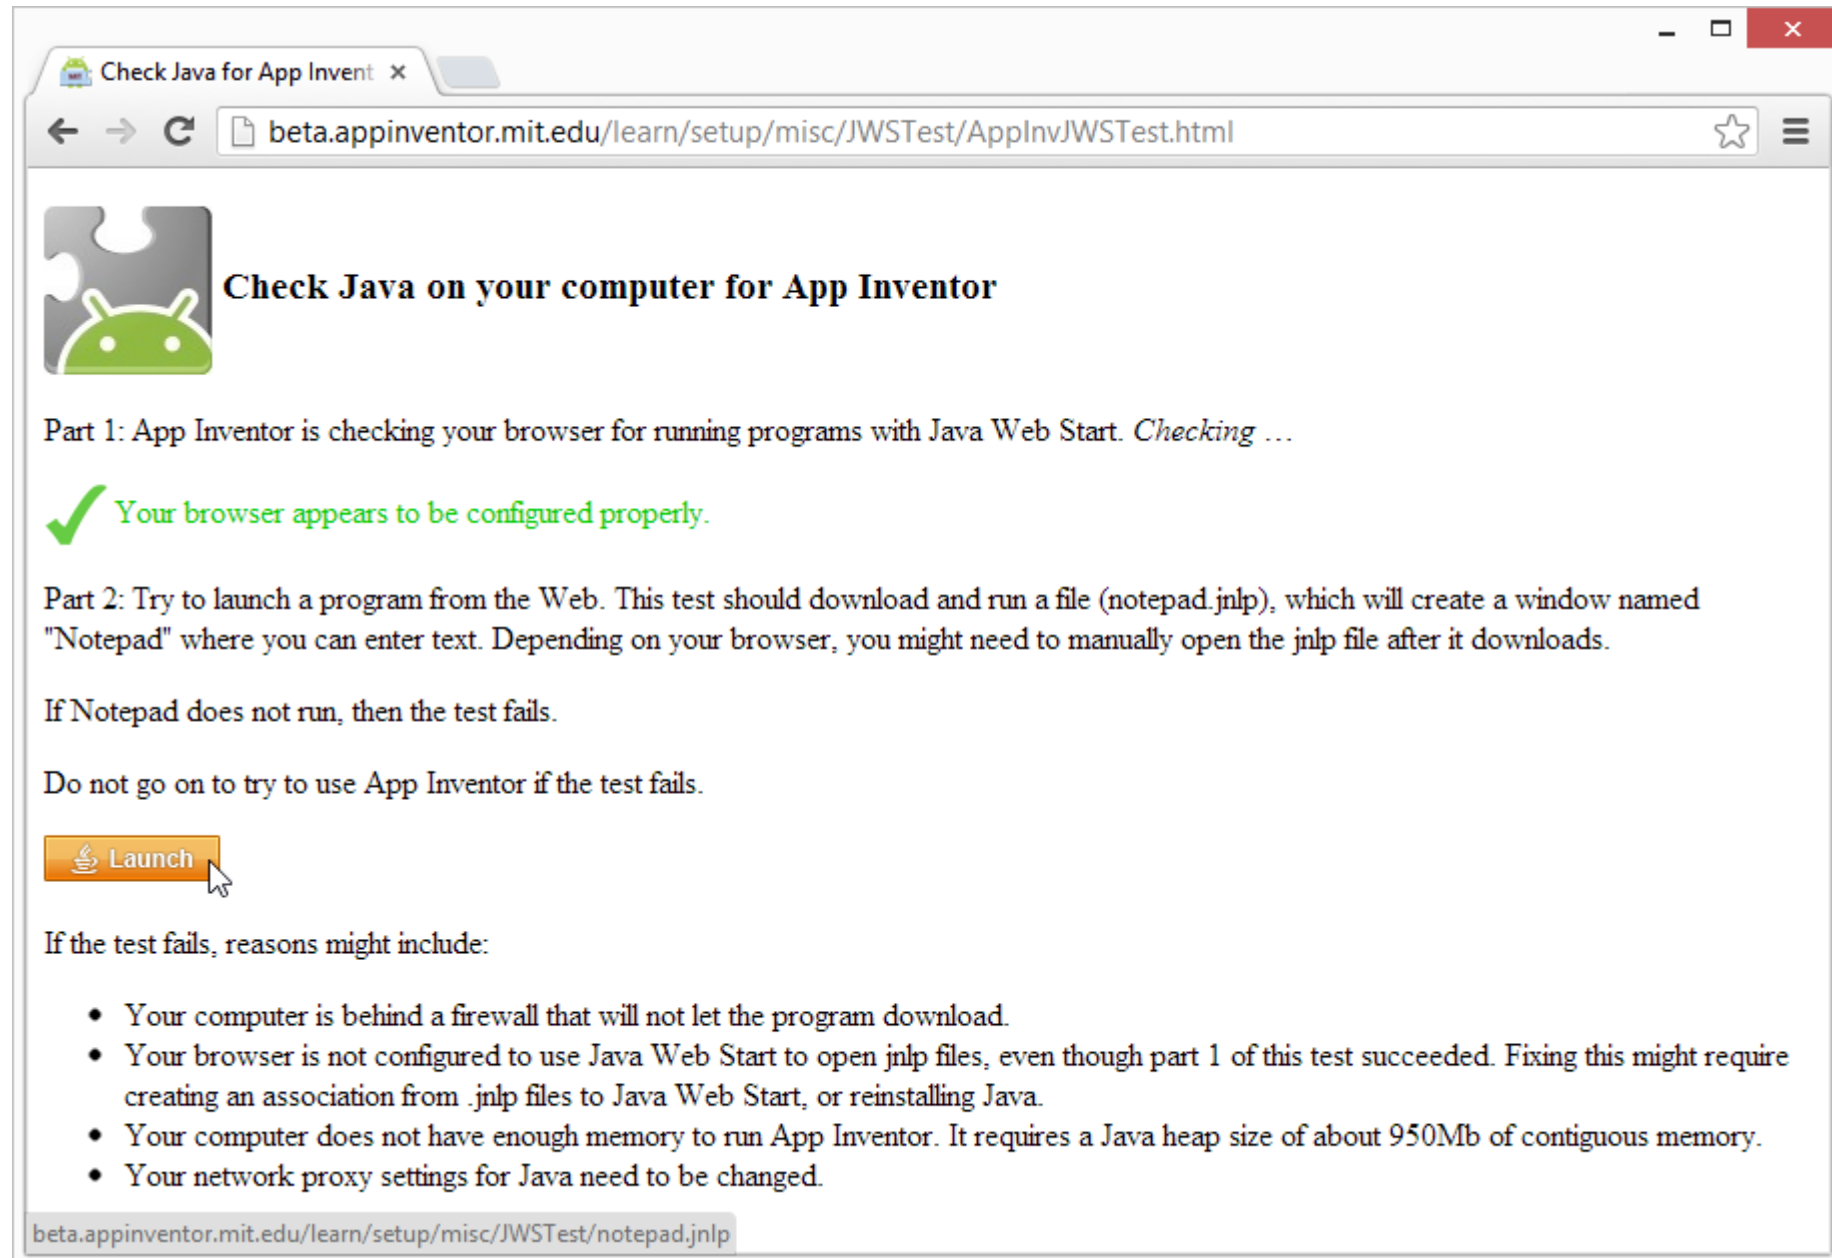 Check Java for App Invent
beta.appinventor.mit.edu/learn/setup/misc/JWSTest/AppInvJWSTest.html
Check Java on your computer for App Inventor
Part 1: App Inventor is checking your browser for running programs with Java Web Start. Checking …
Your browser appears to be configured properly.
Part 2: Try to launch a program from the Web. This test should download and run a file (notepad.jnlp), which will create a window named
"Notepad" where you can enter text. Depending on your browser, you might need to manually open the jnlp file after it downloads.
If Notepad does not run, then the test fails.
Do not go on to try to use App Inventor if the test fails.
Launch
If the test fails, reasons might include:
• Your computer is behind a firewall that will not let the program download.
• Your browser is not configured to use Java Web Start to open jnlp files, even though part 1 of this test succeeded. Fixing this might require
creating an association from .jnlp files to Java Web Start, or reinstalling Java.
• Your computer does not have enough memory to run App Inventor. It requires a Java heap size of about 950Mb of contiguous memory.
• Your network proxy settings for Java need to be changed.
beta.appinventor.mit.edu/learn/setup/misc/JWSTest/notepad.jnlp